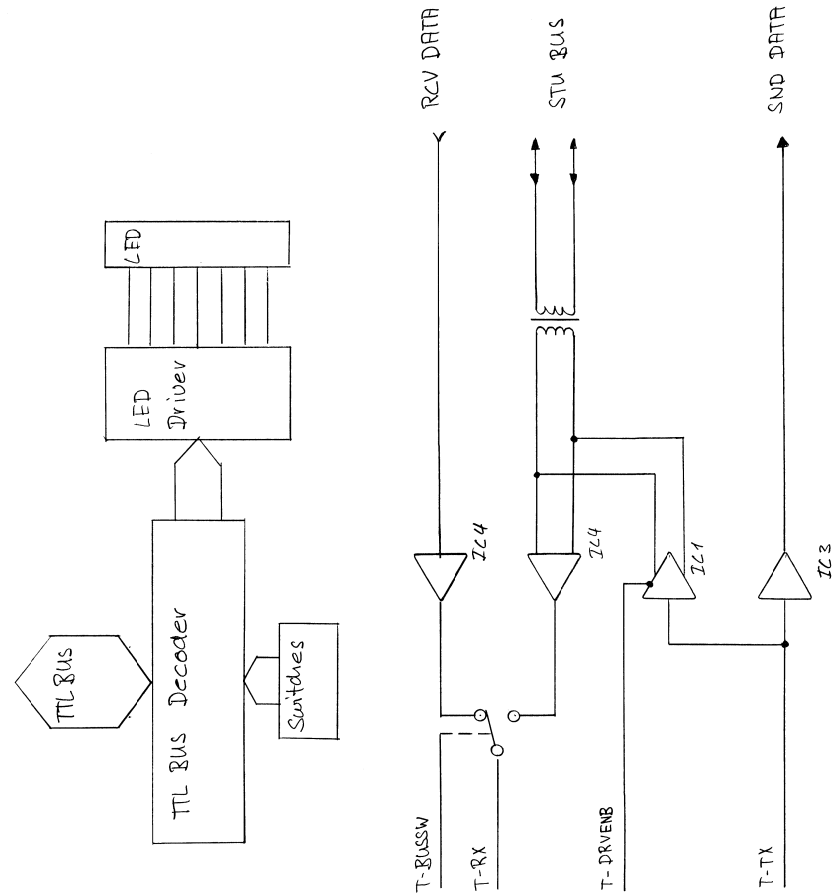 TTL BUS
TTL BUS Decoder
Switches
LED
Driver
LED
RCV DATA
STU BUS
SND DATA
IC4
IC4
IC1
IC3
T-BUSSW
T-RX
T-DRVENB
T-TX